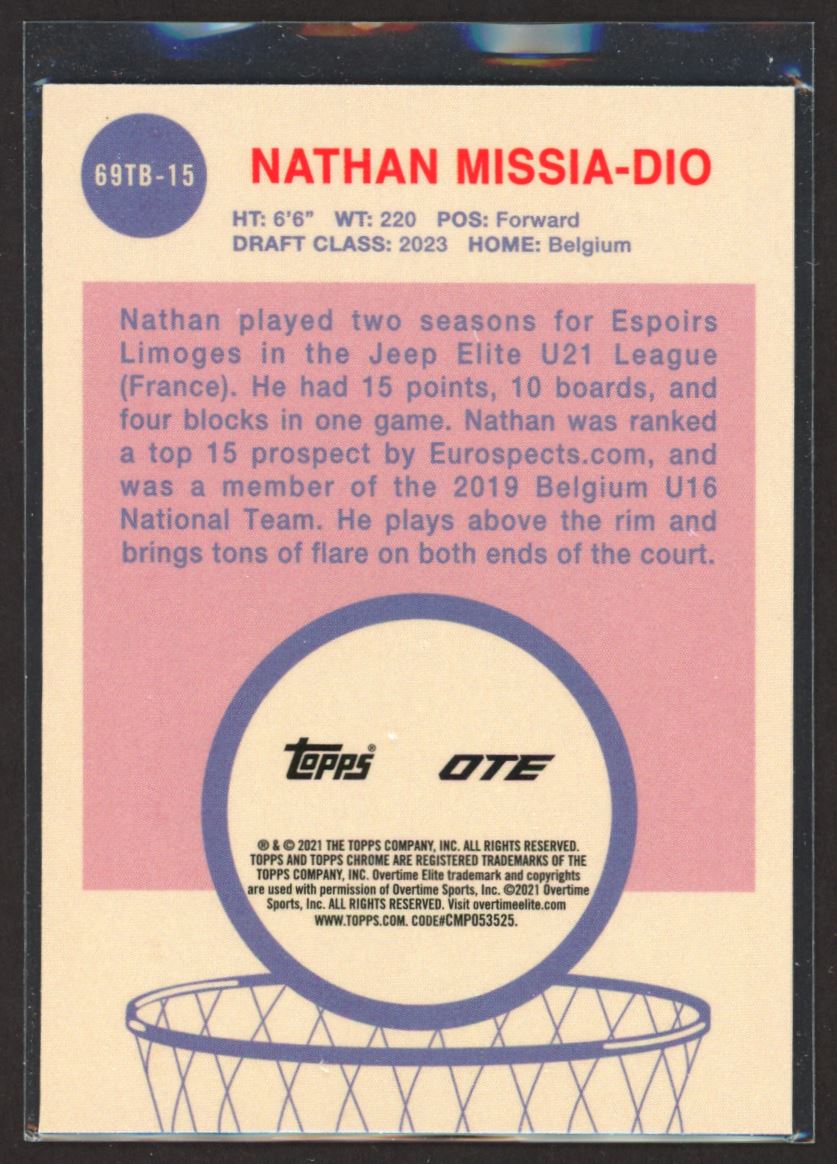 69TB-15
NATHAN MISSIA-DIO
HT: 6'6" WT: 220 POS: Forward
DRAFT CLASS: 2023 HOME: Belgium
Nathan played two seasons for Espoirs
Limoges in the Jeep Elite U21 League
(France). He had 15 points, 10 boards, and
four blocks in one game. Nathan was ranked
a top 15 prospect by Eurospects.com, and
was a member of the 2019 Belgium U16
National Team. He plays above the rim and
brings tons of flare on both ends of the court.
Topps® OTE
® & © 2021 THE TOPPS COMPANY, INC. ALL RIGHTS RESERVED.
TOPPS AND TOPPS CHROME ARE REGISTERED TRADEMARKS OF THE
TOPPS COMPANY, INC. Overtime Elite trademark and copyrights
are used with permission of Overtime Sports, Inc. ©2021 Overtime
Sports, Inc. ALL RIGHTS RESERVED. Visit overtimeelite.com
WWW.TOPPS.COM. CODE#CMP053525.